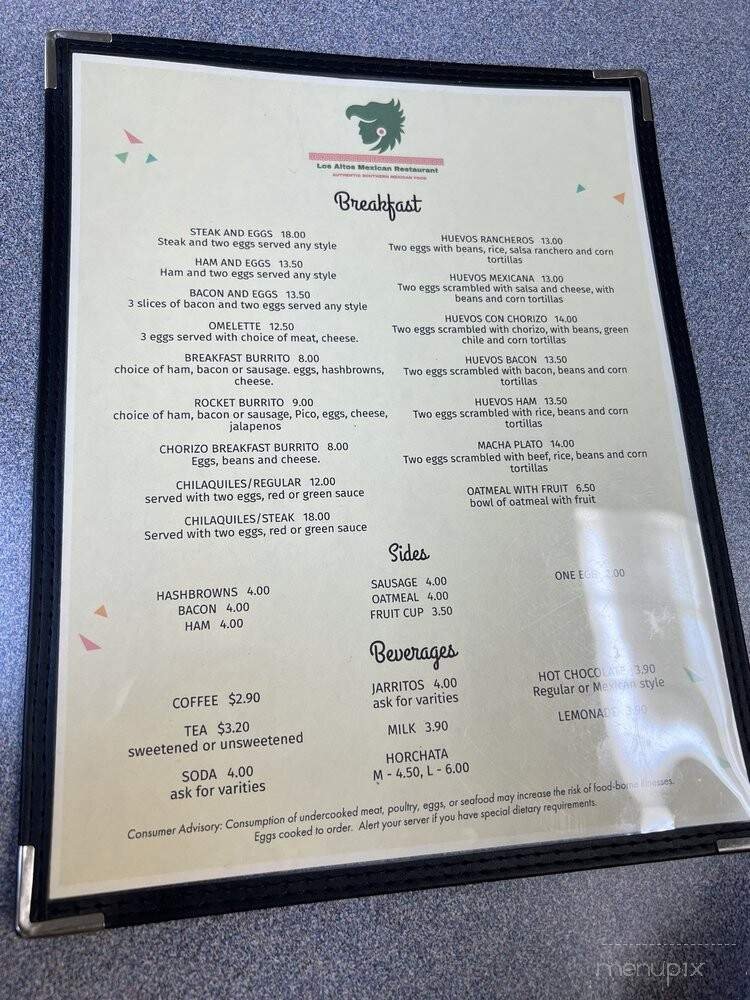 Los Altos Mexican Restaurant
AUTHENTIC SOUTHERN MEXICAN FOOD
Breakfast
STEAK AND EGGS 18.00
Steak and two eggs served any style
HAM AND EGGS 13.50
Ham and two eggs served any style
BACON AND EGGS 13.50
3 slices of bacon and two eggs served any style
OMELETTE 12.50
3 eggs served with choice of meat, cheese.
BREAKFAST BURRITO 8.00
choice of ham, bacon or sausage. eggs, hashbrowns,
cheese.
ROCKET BURRITO 9.00
choice of ham, bacon or sausage, Pico, eggs, cheese,
jalapenos
CHORIZO BREAKFAST BURRITO 8.00
Eggs, beans and cheese.
CHILAQUILES/REGULAR 12.00
served with two eggs, red or green sauce
CHILAQUILES/STEAK 18.00
Served with two eggs, red or green sauce
HUEVOS RANCHEROS 13.00
Two eggs with beans, rice, salsa ranchero and corn
tortillas
HUEVOS MEXICANA 13.00
Two eggs scrambled with salsa and cheese, with
beans and corn tortillas
HUEVOS CON CHORIZO 14.00
Two eggs scrambled with chorizo, with beans, green
chile and corn tortillas
HUEVOS BACON 13.50
Two eggs scrambled with bacon, beans and corn
tortillas
HUEVOS HAM 13.50
Two eggs scrambled with rice, beans and corn
tortillas
MACHA PLATO 14.00
Two eggs scrambled with beef, rice, beans and corn
tortillas
OATMEAL WITH FRUIT 6.50
bowl of oatmeal with fruit
Sides
HASHBROWNS 4.00
BACON 4.00
HAM 4.00
SAUSAGE 4.00
OATMEAL 4.00
FRUIT CUP 3.50
ONE EGG
Beverages
COFFEE $2.90
TEA $3.20
sweetened or unsweetened
SODA 4.00
ask for varities
JARRITOS 4.00
ask for varities
MILK 3.90
HORCHATA
M - 4.50, L - 6.00
HOT CHOCOLATE 3.90
Regular or Mexican style
LEMONADE 3.90
Consumer Advisory: Consumption of undercooked meat, poultry, eggs, or seafood may increase the risk of food-borne illnesses.
Eggs cooked to order. Alert your server if you have special dietary requirements.
menupix